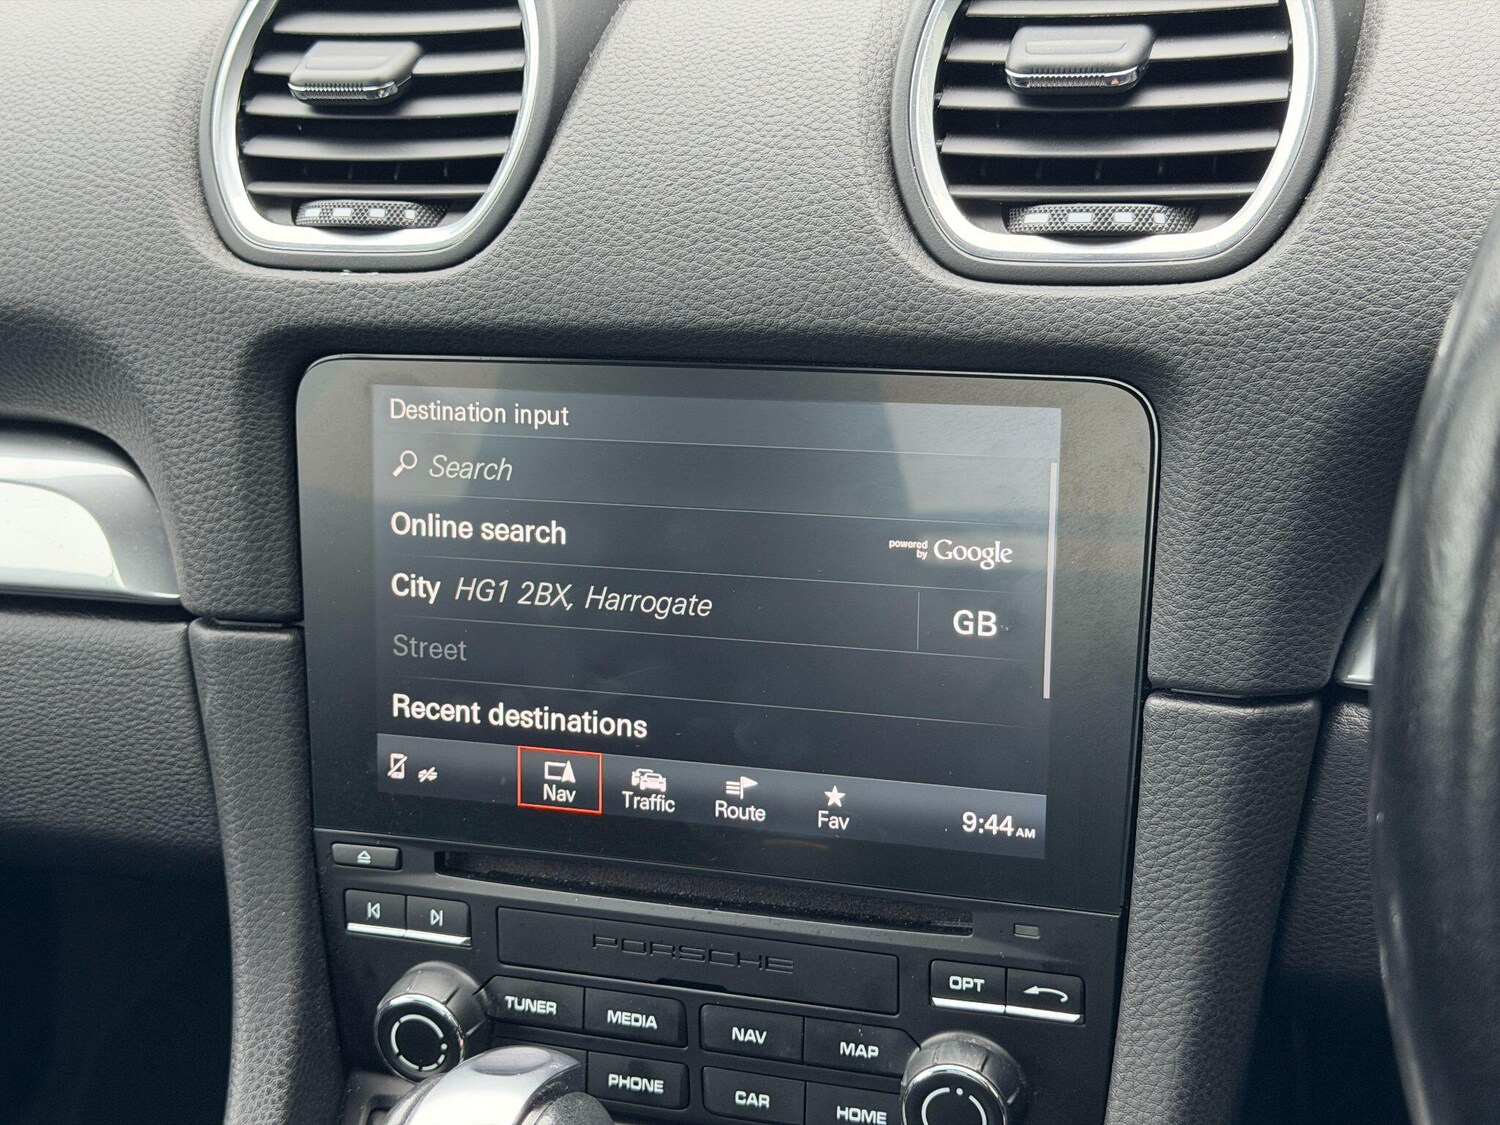 Destination input
Search
Online search
powered by Google
City HG1 2BX, Harrogate GB
Street
Recent destinations
Nav Traffic Route Fav 9:44 AM
PORSCHE
OPT
TUNER MEDIA NAV MAP
PHONE CAR HOME